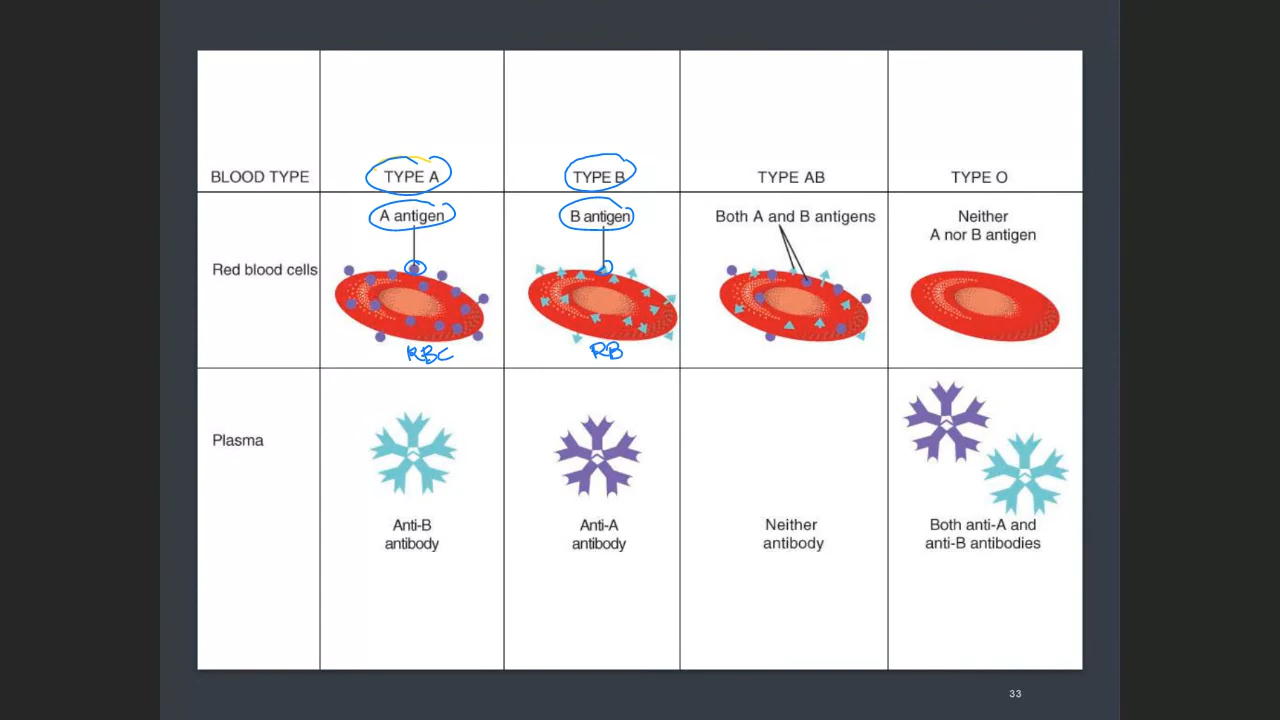 BLOOD TYPE TYPE A TYPE B TYPE AB TYPE O
Red blood cells
A antigen
RBC
B antigen
RB
Both A and B antigens
Neither
A nor B antigen
Plasma
Anti-B
antibody
Anti-A
antibody
Neither
antibody
Both anti-A and
anti-B antibodies
33